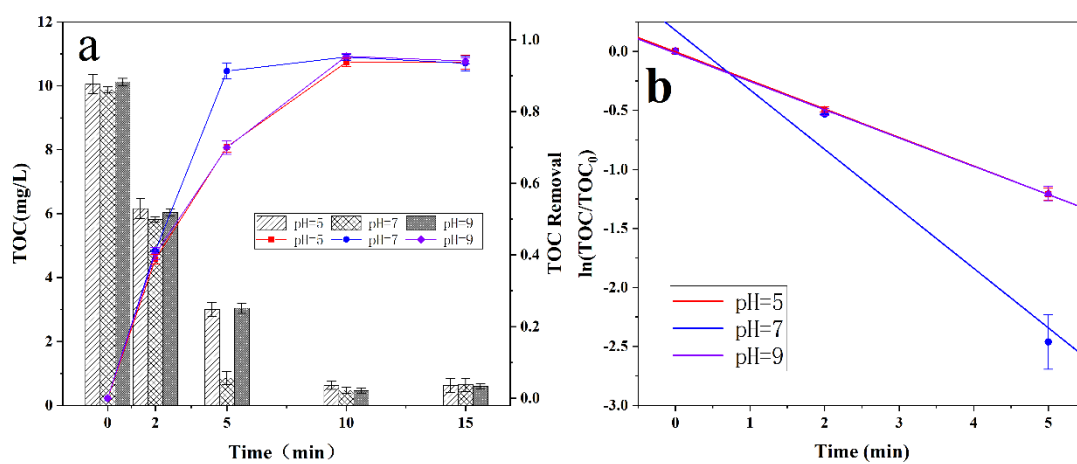 a
12
10
8
6
4
2
0
TOC(mg/L)
0
2
5
10
15
Time（min）
1.0
0.8
0.6
0.4
0.2
0.0
TOC Removal
pH=5 pH=7 pH=9
pH=5 pH=7 pH=9
b
0.0
-0.5
-1.0
-1.5
-2.0
-2.5
-3.0
ln(TOC/TOC₀)
0 1 2 3 4 5
Time (min)
pH=5
pH=7
pH=9